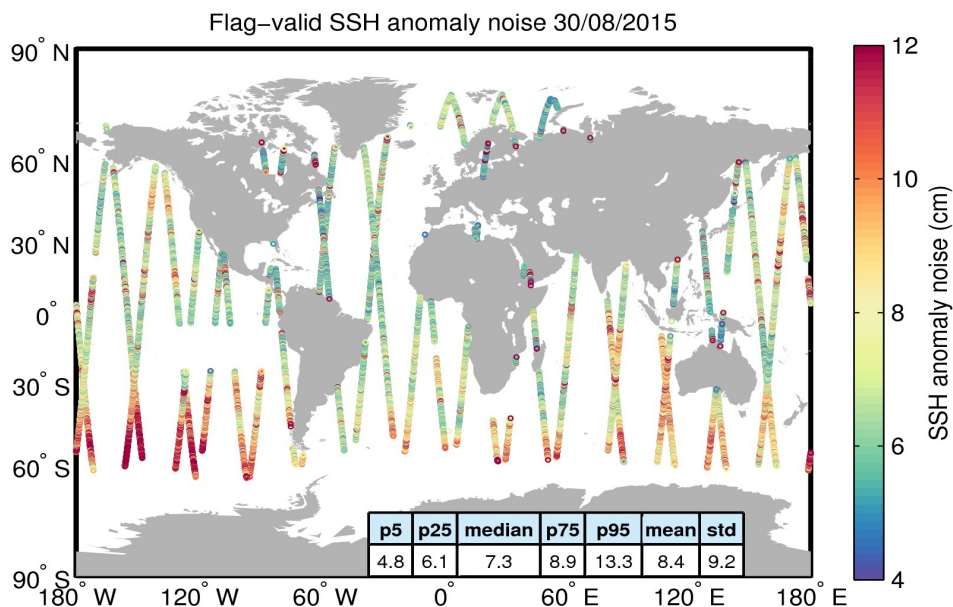 Flag−valid SSH anomaly noise 30/08/2015
90° N
60° N
30° N
0°
30° S
60° S
90° S
180° W 120° W 60° W 0° 60° E 120° E 180° E
p5 p25 median p75 p95 mean std
4.8 6.1 7.3 8.9 13.3 8.4 9.2
12
10
8
6
4
SSH anomaly noise (cm)